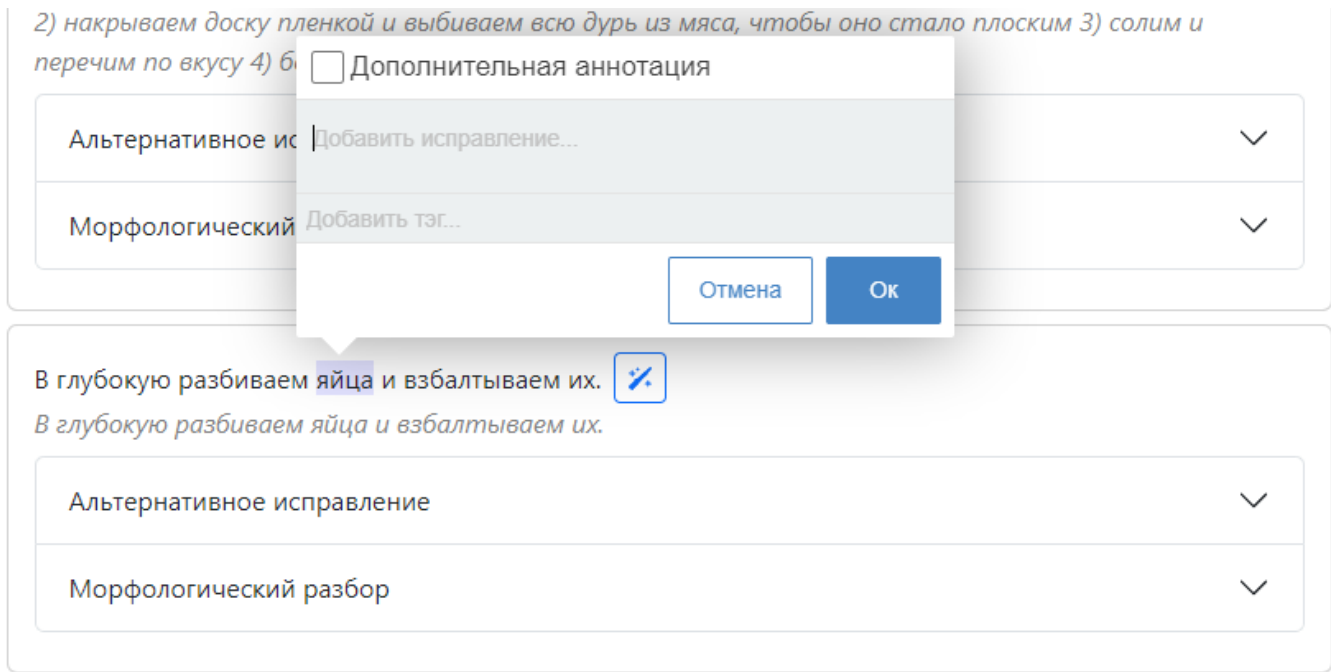 2) накрываем доску пленкой и выбиваем всю дурь из мяса, чтобы оно стало плоским 3) солим и
перечим по вкусу 4)
Дополнительная аннотация
Альтернативное
Добавить исправление...
Морфологический
Добавить тэг...
Отмена
Ок
В глубокую разбиваем яйца и взбалтываем их.
В глубокую разбиваем яйца и взбалтываем их.
Альтернативное исправление
Морфологический разбор